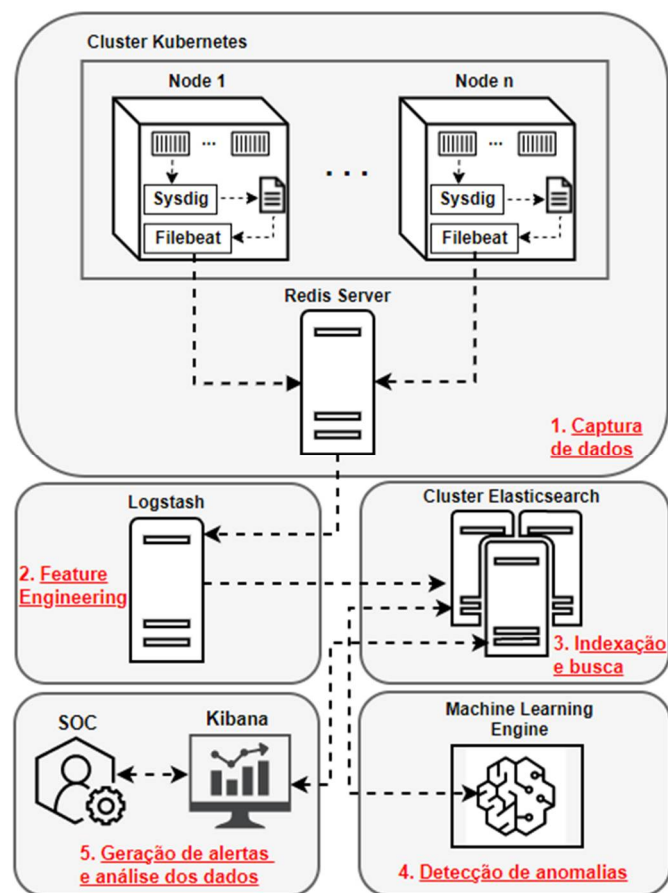 Cluster Kubernetes
Node 1
Node n
...
...
. . .
Sysdig
Sysdig
Filebeat
Filebeat
Redis Server
1. Captura
de dados
Logstash
Cluster Elasticsearch
2. Feature
Engineering
3. Indexação
e busca
SOC
Kibana
Machine Learning
Engine
5. Geração de alertas
e análise dos dados
4. Detecção de anomalias